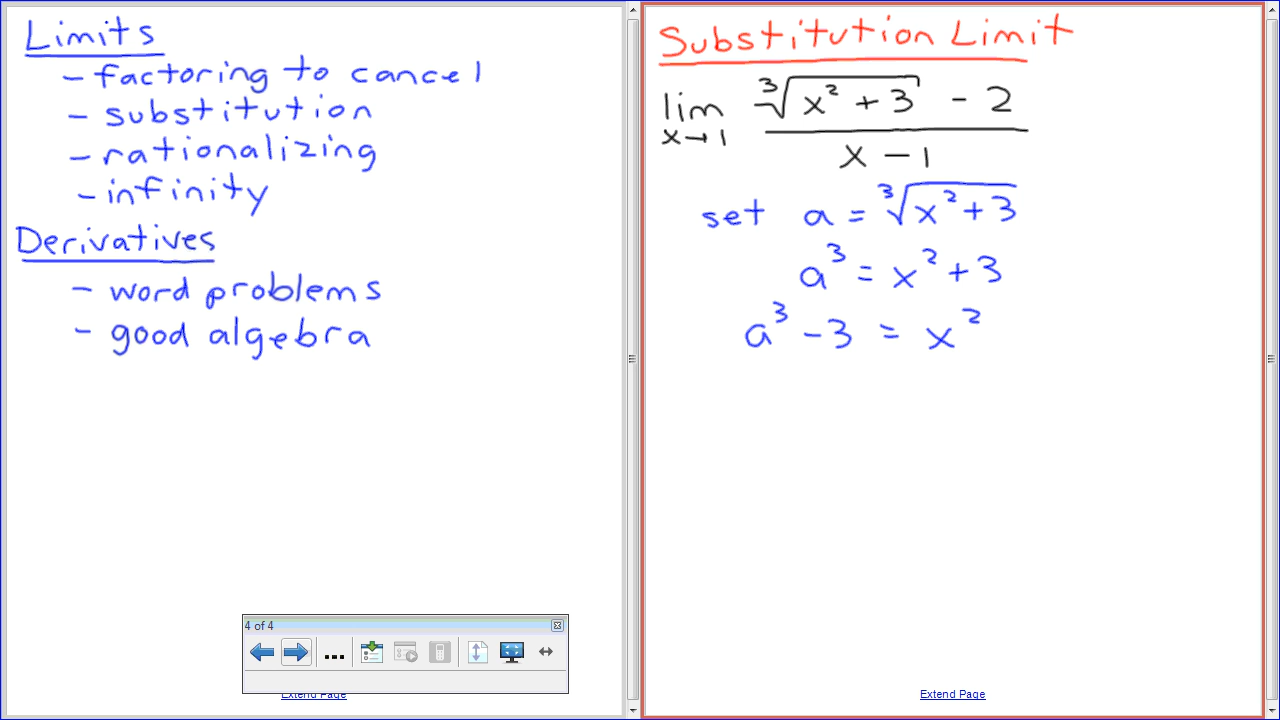 Limits
- factoring to cancel
- substitution
- rationalizing
- infinity
Derivatives
- word problems
- good algebra
4 of 4
...
Extend Page
Substitution Limit
lim x→1 (∛(x² + 3) - 2) / (x - 1)
set a = ∛(x² + 3)
a³ = x² + 3
a³ - 3 = x²
Extend Page